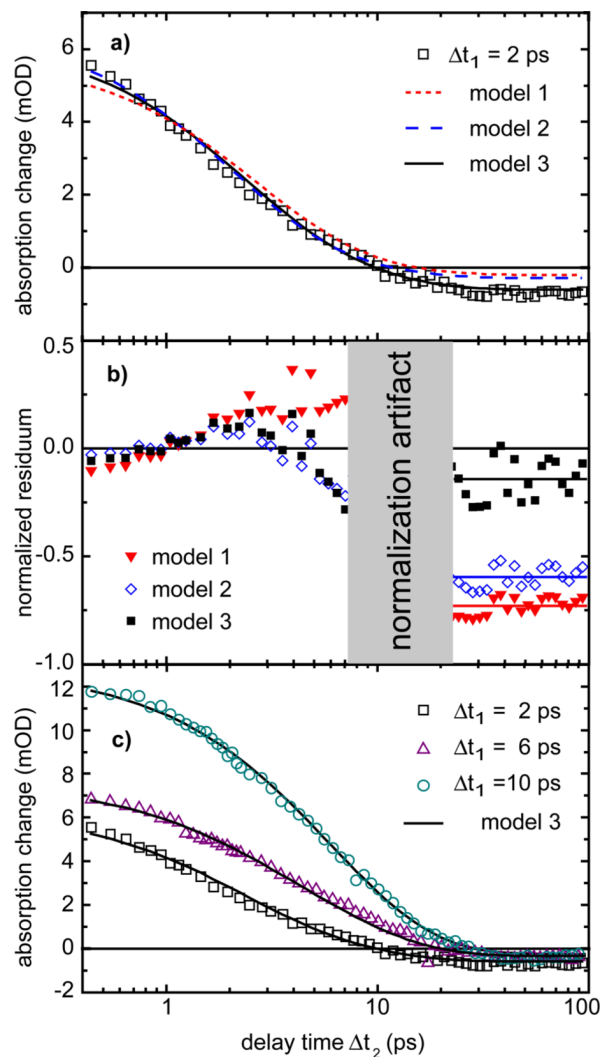 a)
Δt₁ = 2 ps
model 1
model 2
model 3
absorption change (mOD)
6
4
2
0
b)
normalization artifact
model 1
model 2
model 3
normalized residuum
0.5
0.0
-0.5
-1.0
c)
Δt₁ = 2 ps
Δt₁ = 6 ps
Δt₁ =10 ps
model 3
absorption change (mOD)
12
10
8
6
4
2
0
-2
1
10
100
delay time Δt₂ (ps)